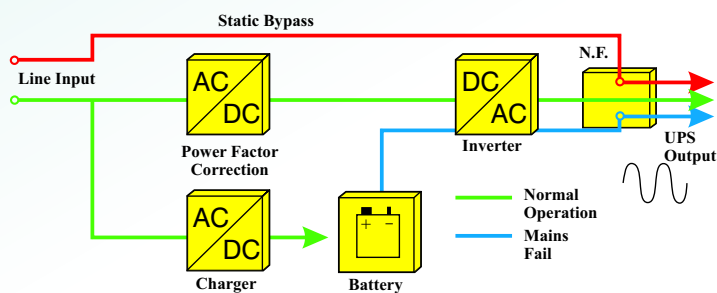 Static Bypass
N.F.
Line Input
AC
DC
DC
AC
Power Factor
Correction
Inverter
UPS
Output
AC
DC
Charger
+ −
Battery
Normal
Operation
Mains
Fail